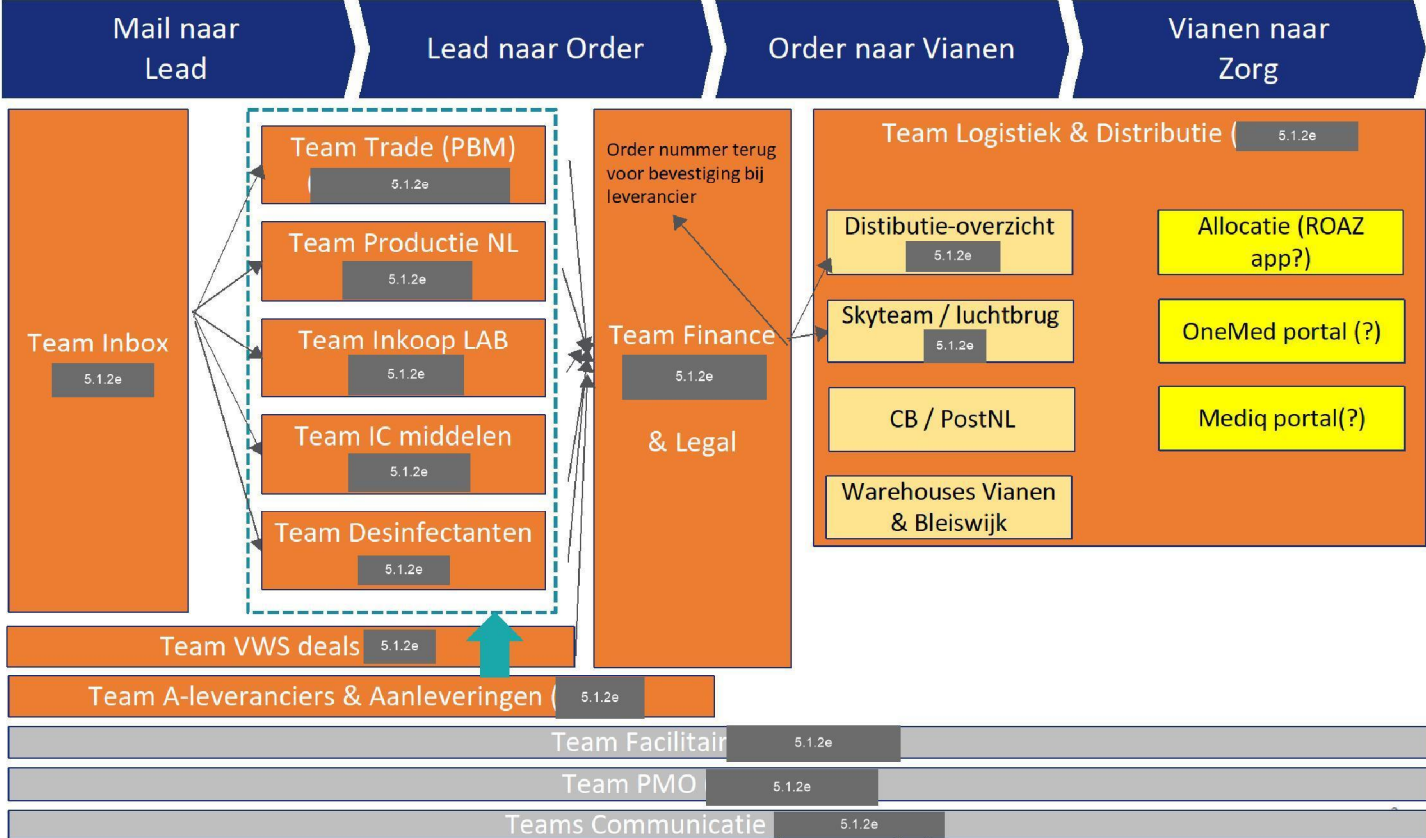 Mail naar
Lead
Lead naar Order
Order naar Vianen
Vianen naar
Zorg
Team Inbox
5.1.2e
Team Trade (PBM)
(
5.1.2e
Team Productie NL
5.1.2e
Team Inkoop LAB
5.1.2e
Team IC middelen
5.1.2e
Team Desinfectanten
5.1.2e
Order nummer terug
voor bevestiging bij
leverancier
Team Finance
5.1.2e
& Legal
Team Logistiek & Distributie ( 5.1.2e
Distibutie-overzicht
5.1.2e
Skyteam / luchtbrug
5.1.2e
CB / PostNL
Warehouses Vianen
& Bleiswijk
Allocatie (ROAZ
app?)
OneMed portal (?)
Mediq portal(?)
Team VWS deals 5.1.2e
Team A-leveranciers & Aanleveringen ( 5.1.2e
Team Facilitair 5.1.2e
Team PMO 5.1.2e
Teams Communicatie 5.1.2e